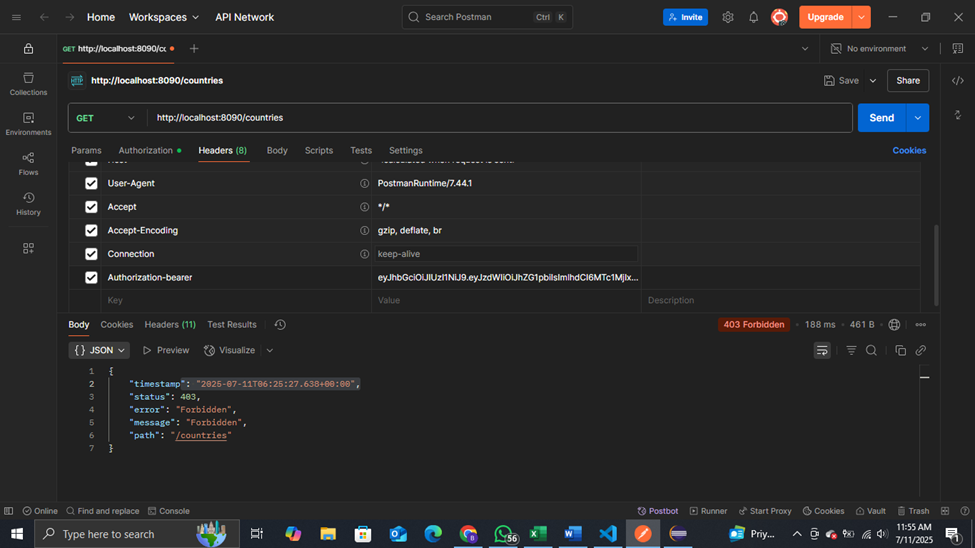 Home Workspaces API Network Search Postman Ctrl K Invite Upgrade
GET http://localhost:8090/cc No environment
http://localhost:8090/countries Save Share
Collections
GET http://localhost:8090/countries Send
Environments
Params Authorization Headers (8) Body Scripts Tests Settings Cookies
Flows
User-Agent PostmanRuntime/7.44.1
History
Accept */*
Accept-Encoding gzip, deflate, br
Connection keep-alive
Authorization-bearer
Key Value Description
Body Cookies Headers (11) Test Results 403 Forbidden 188 ms 461 B
{} JSON Preview Visualize
1 {
2 "timestamp": "2025-07-11T06:25:27.638+00:00",
3 "status": 403,
4 "error": "Forbidden",
5 "message": "Forbidden",
6 "path": "/countries"
7 }
Online Find and replace Console Postbot Runner Start Proxy Cookies Vault Trash
Type here to search 56 Priy... 11:55 AM
7/11/2025 1